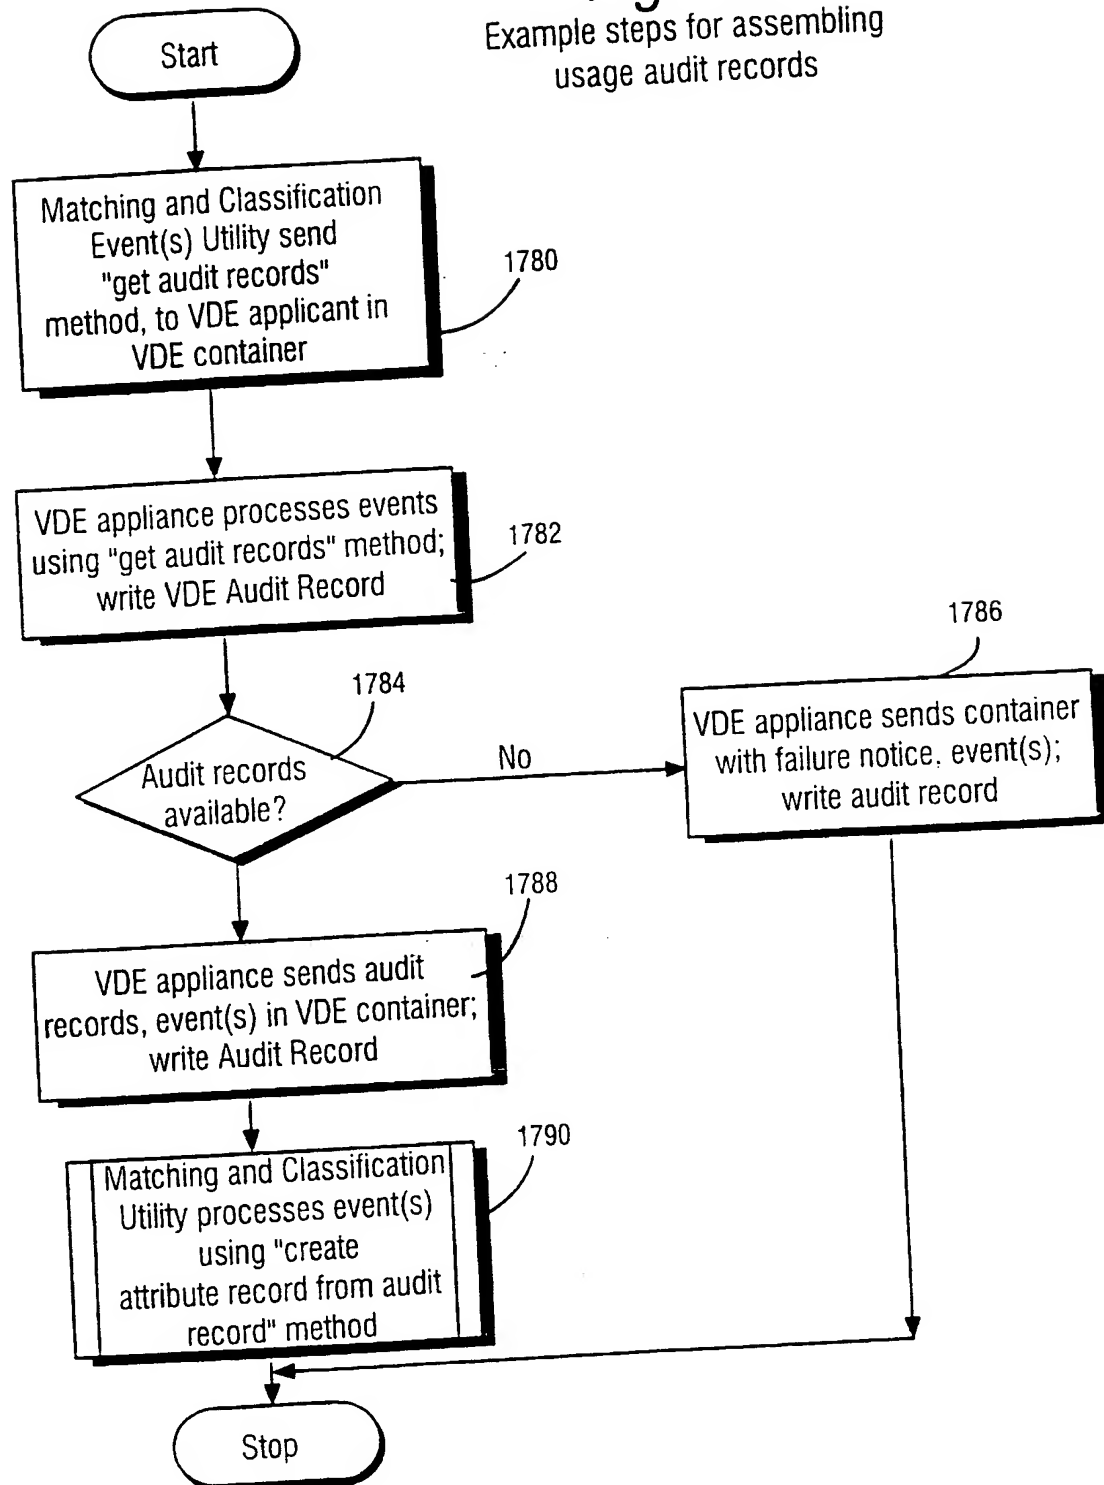 Example steps for assembling
usage audit records
Start
Matching and Classification
Event(s) Utility send
"get audit records"
method, to VDE applicant in
VDE container
1780
VDE appliance processes events
using "get audit records" method;
write VDE Audit Record
1782
1784
Audit records
available?
No
1786
VDE appliance sends container
with failure notice, event(s);
write audit record
1788
VDE appliance sends audit
records, event(s) in VDE container;
write Audit Record
1790
Matching and Classification
Utility processes event(s)
using "create
attribute record from audit
record" method
Stop